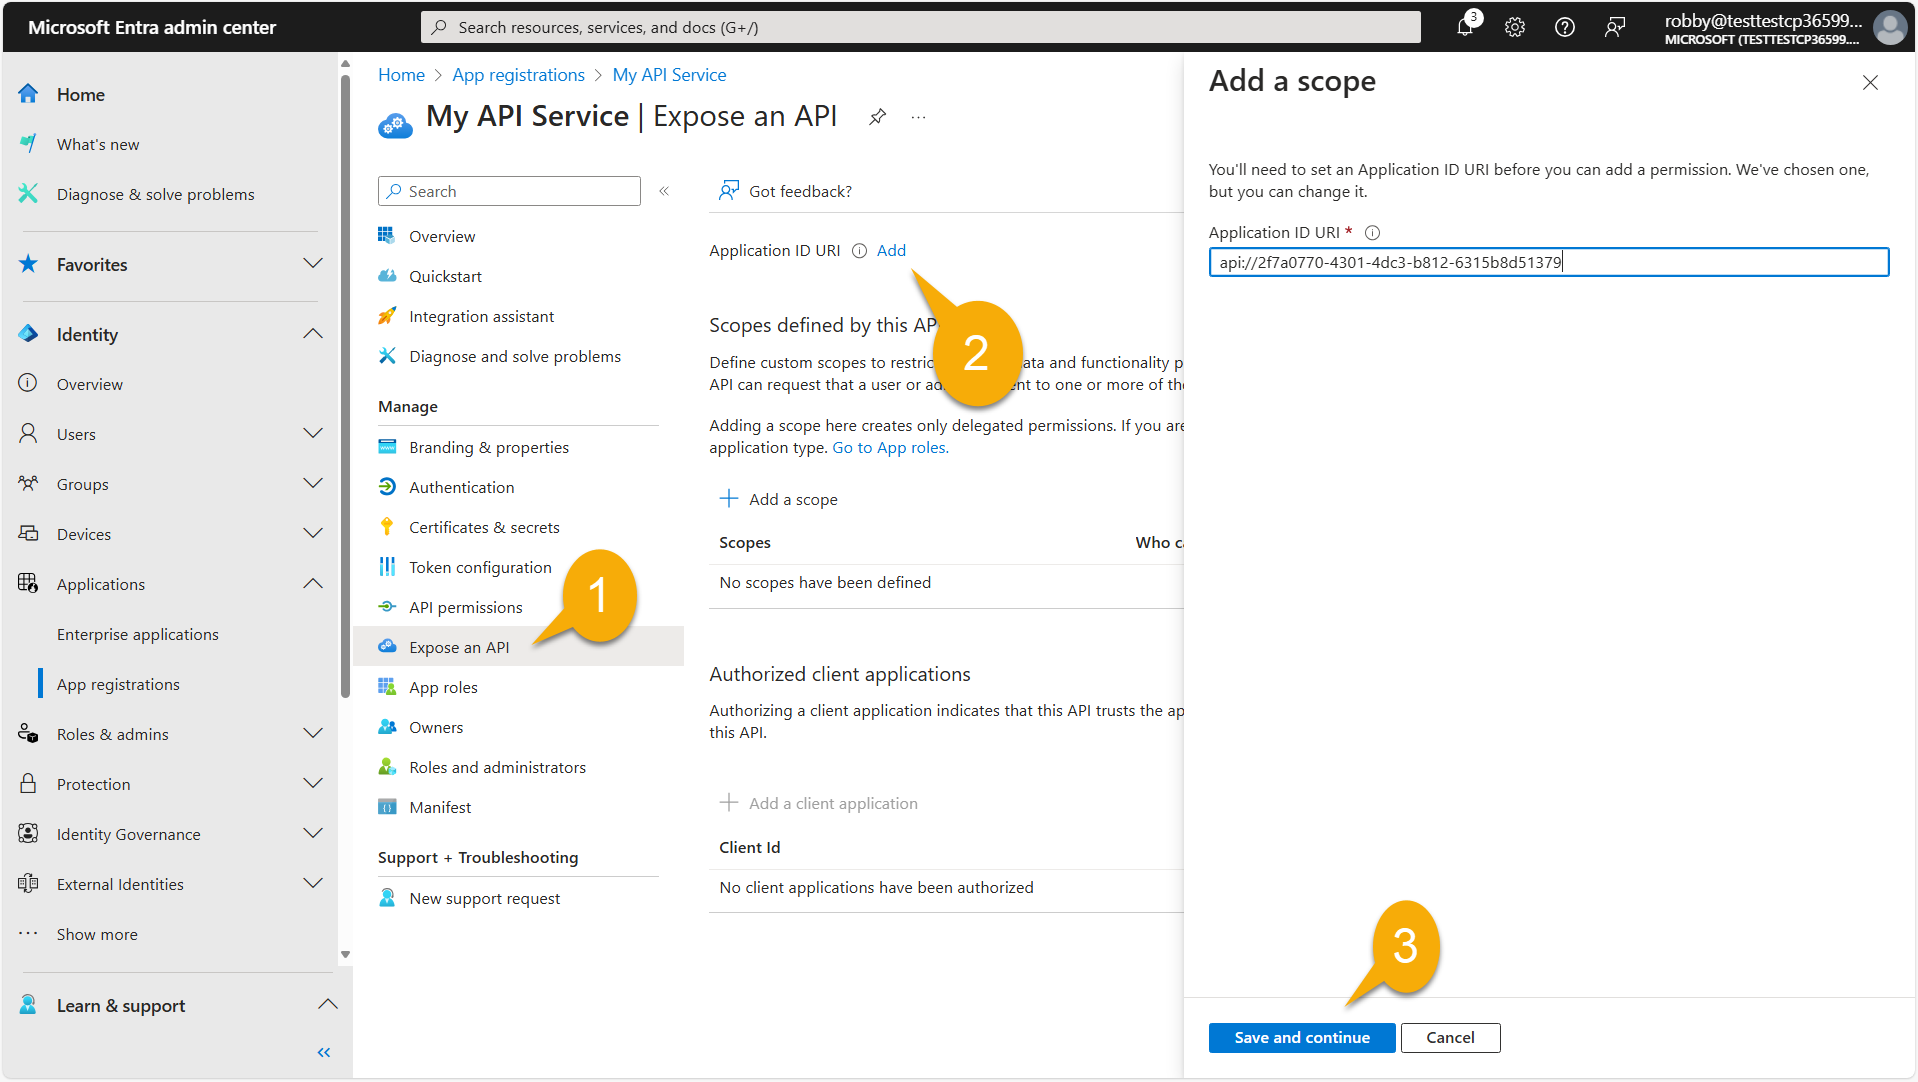 Microsoft Entra admin center
Search resources, services, and docs (G+/)
3
robby@testtestcp36599...
MICROSOFT (TESTTESTCP36599....
Home
What's new
Diagnose & solve problems
Favorites
Identity
Overview
Users
Groups
Devices
Applications
Enterprise applications
App registrations
Roles & admins
Protection
Identity Governance
External Identities
Show more
Learn & support
Home > App registrations > My API Service
My API Service | Expose an API
Search
Overview
Quickstart
Integration assistant
Diagnose and solve problems
Manage
Branding & properties
Authentication
Certificates & secrets
Token configuration
API permissions
Expose an API
App roles
Owners
Roles and administrators
Manifest
Support + Troubleshooting
New support request
1
Got feedback?
Application ID URI Add
2
Scopes defined by this AP
Define custom scopes to restric ata and functionality p
API can request that a user or ad nt to one or more of the
Adding a scope here creates only delegated permissions. If you are
application type. Go to App roles.
Add a scope
Scopes Who ca
No scopes have been defined
Authorized client applications
Authorizing a client application indicates that this API trusts the ap
this API.
Add a client application
Client Id
No client applications have been authorized
Add a scope
You'll need to set an Application ID URI before you can add a permission. We've chosen one,
but you can change it.
Application ID URI *
api://2f7a0770-4301-4dc3-b812-6315b8d51379
3
Save and continue
Cancel